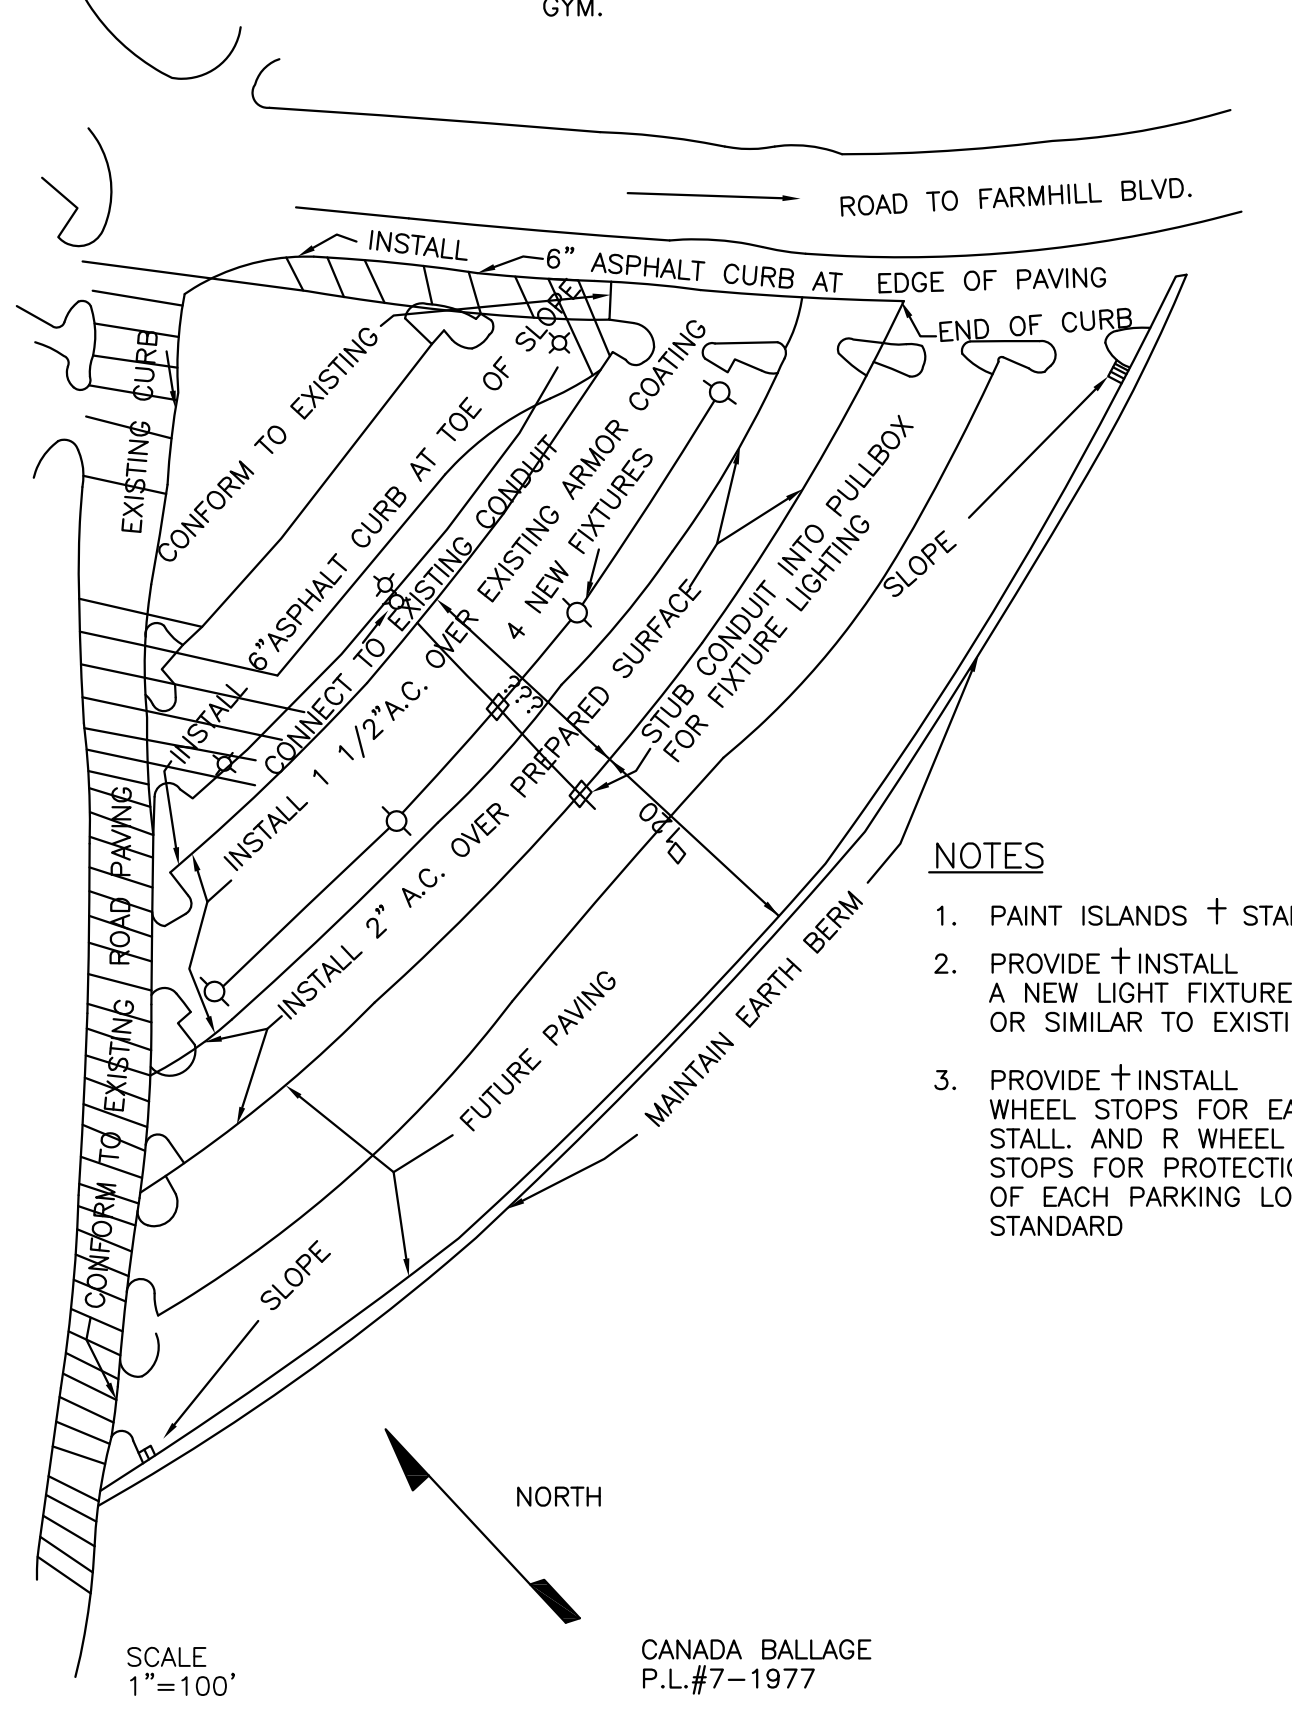 GYM.
ROAD TO FARMHILL BLVD.
INSTALL
6" ASPHALT CURB AT EDGE OF PAVING
END OF CURB
EXISTING CURB
CONFORM TO EXISTING
INSTALL 6"ASPHALT CURB AT TOE OF SLOPE
CONNECT TO EXISTING CONDUIT
INSTALL 1 1/2"A.C. OVER EXISTING ARMOR COATING
4 NEW FIXTURES
???
INSTALL 2" A.C. OVER PREPARED SURFACE
STUB CONDUIT INTO PULLBOX
FOR FIXTURE LIGHTING
SLOPE
120
CONFORM TO EXISTING ROAD PAVING
FUTURE PAVING
MAINTAIN EARTH BERM
SLOPE
NOTES
1. PAINT ISLANDS † STAL
2. PROVIDE † INSTALL
A NEW LIGHT FIXTURE
OR SIMILAR TO EXISTI
3. PROVIDE † INSTALL
WHEEL STOPS FOR EA
STALL. AND R WHEEL
STOPS FOR PROTECTIO
OF EACH PARKING LO
STANDARD
NORTH
SCALE
1"=100'
CANADA BALLAGE
P.L.#7-1977